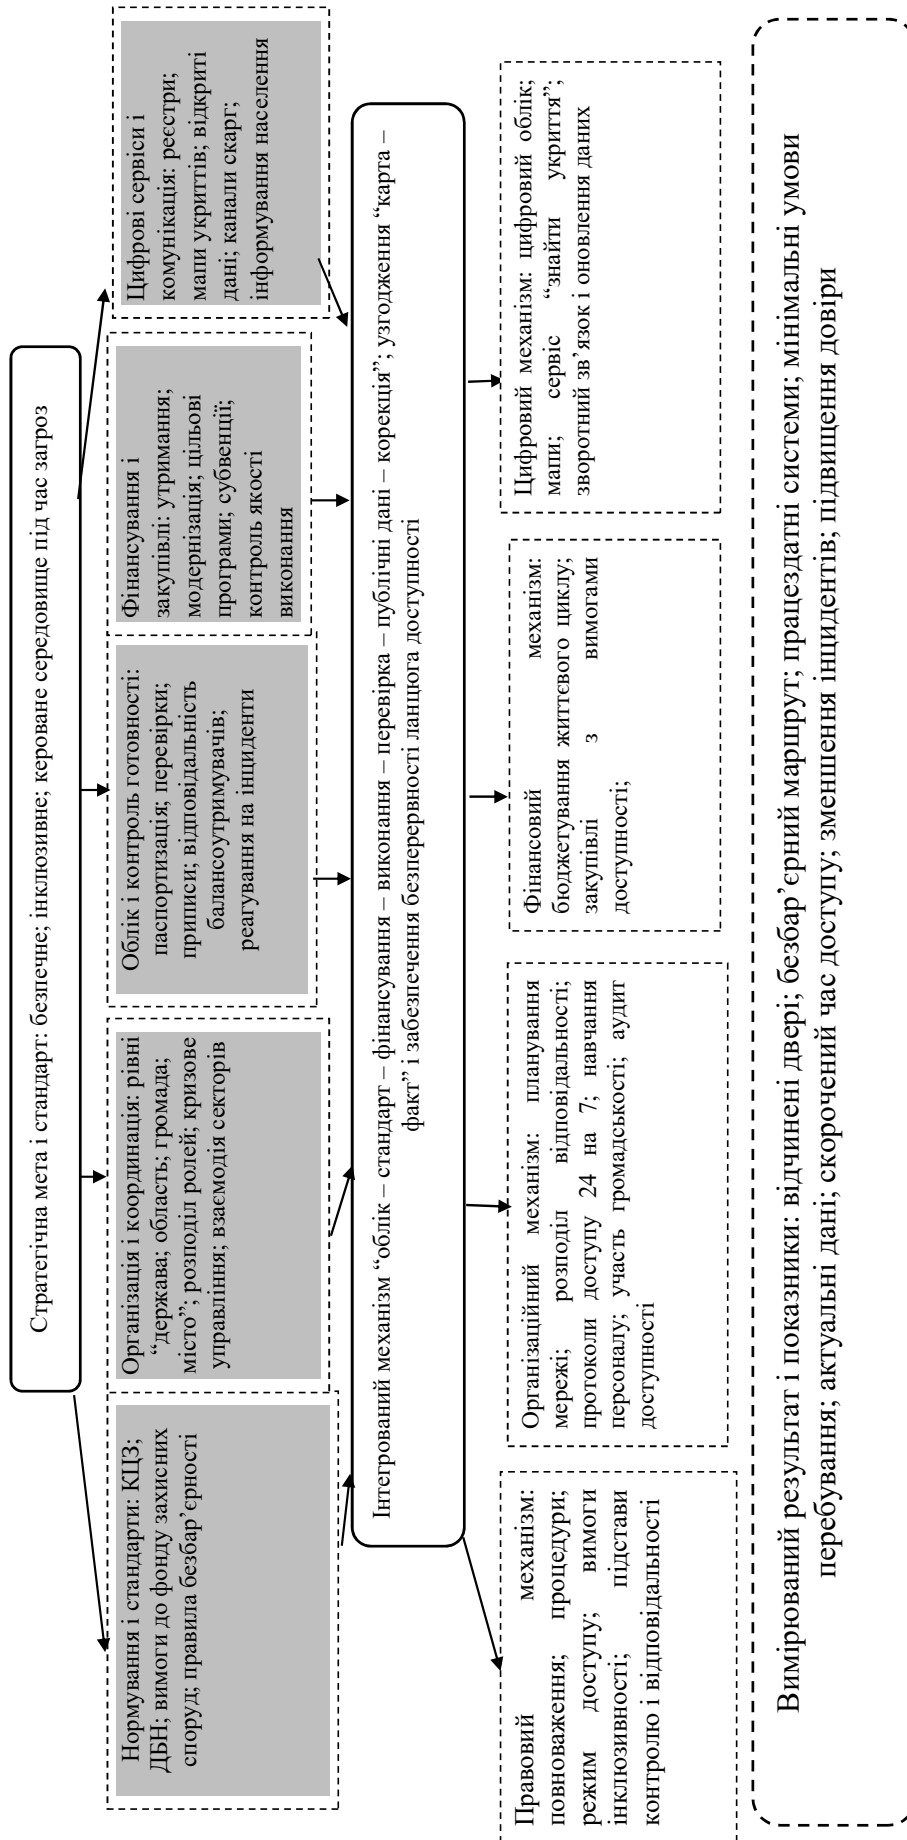 Стратегічна мета і стандарт: безпечне; інклюзивне; кероване середовище під час загроз
Нормування і стандарти: КЦЗ;
ДБН; вимоги до фонду захисних
споруд; правила безбар’єрності
Організація і координація: рівні
“держава; область; громада;
місто”; розподіл ролей; кризове
управління; взаємодія секторів
Облік і контроль готовності:
паспортизація; перевірки;
приписи; відповідальність
балансоутримувачів;
реагування на інциденти
Фінансування і
закупівлі: утримання;
модернізація; цільові
програми; субвенції;
контроль якості
виконання
Цифрові сервіси і
комунікація: реєстри;
мапи укриттів; відкриті
дані; канали скарг;
інформування населення
Інтегрований механізм “облік – стандарт – фінансування – виконання – перевірка – публічні дані – корекція”; узгодження “карта –
факт” і забезпечення безперервності ланцюга доступності
Правовий механізм:
повноваження; процедури;
режим доступу; вимоги
інклюзивності; підстави
контролю і відповідальності
Організаційний механізм: планування
мережі; розподіл відповідальності;
протоколи доступу 24 на 7; навчання
персоналу; участь громадськості; аудит
доступності
Фінансовий механізм:
бюджетування життєвого циклу;
закупівлі з вимогами
доступності;
Цифровий механізм: цифровий облік;
мапи; сервіс “знайти укриття”;
зворотний зв’язок і оновлення даних
Вимірюваний результат і показники: відчинені двері; безбар’єрний маршрут; працездатні системи; мінімальні умови
перебування; актуальні дані; скорочений час доступу; зменшення інцидентів; підвищення довіри